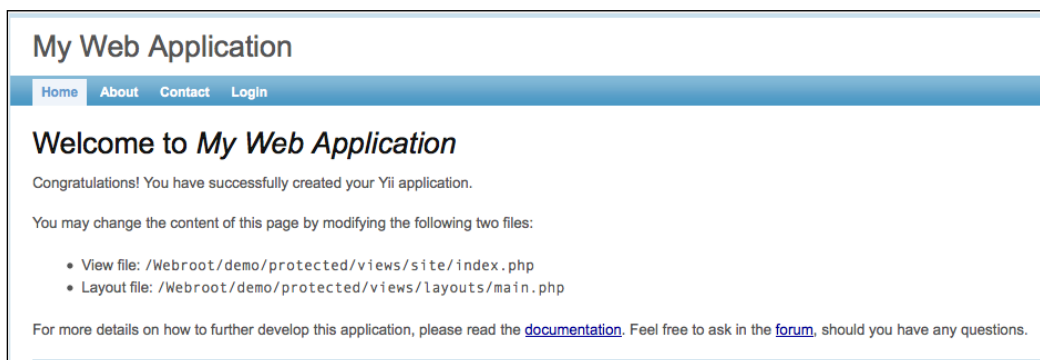 My Web Application
Home About Contact Login
Welcome to My Web Application
Congratulations! You have successfully created your Yii application.
You may change the content of this page by modifying the following two files:
• View file: /Webroot/demo/protected/views/site/index.php
• Layout file: /Webroot/demo/protected/views/layouts/main.php
For more details on how to further develop this application, please read the documentation. Feel free to ask in the forum, should you have any questions.